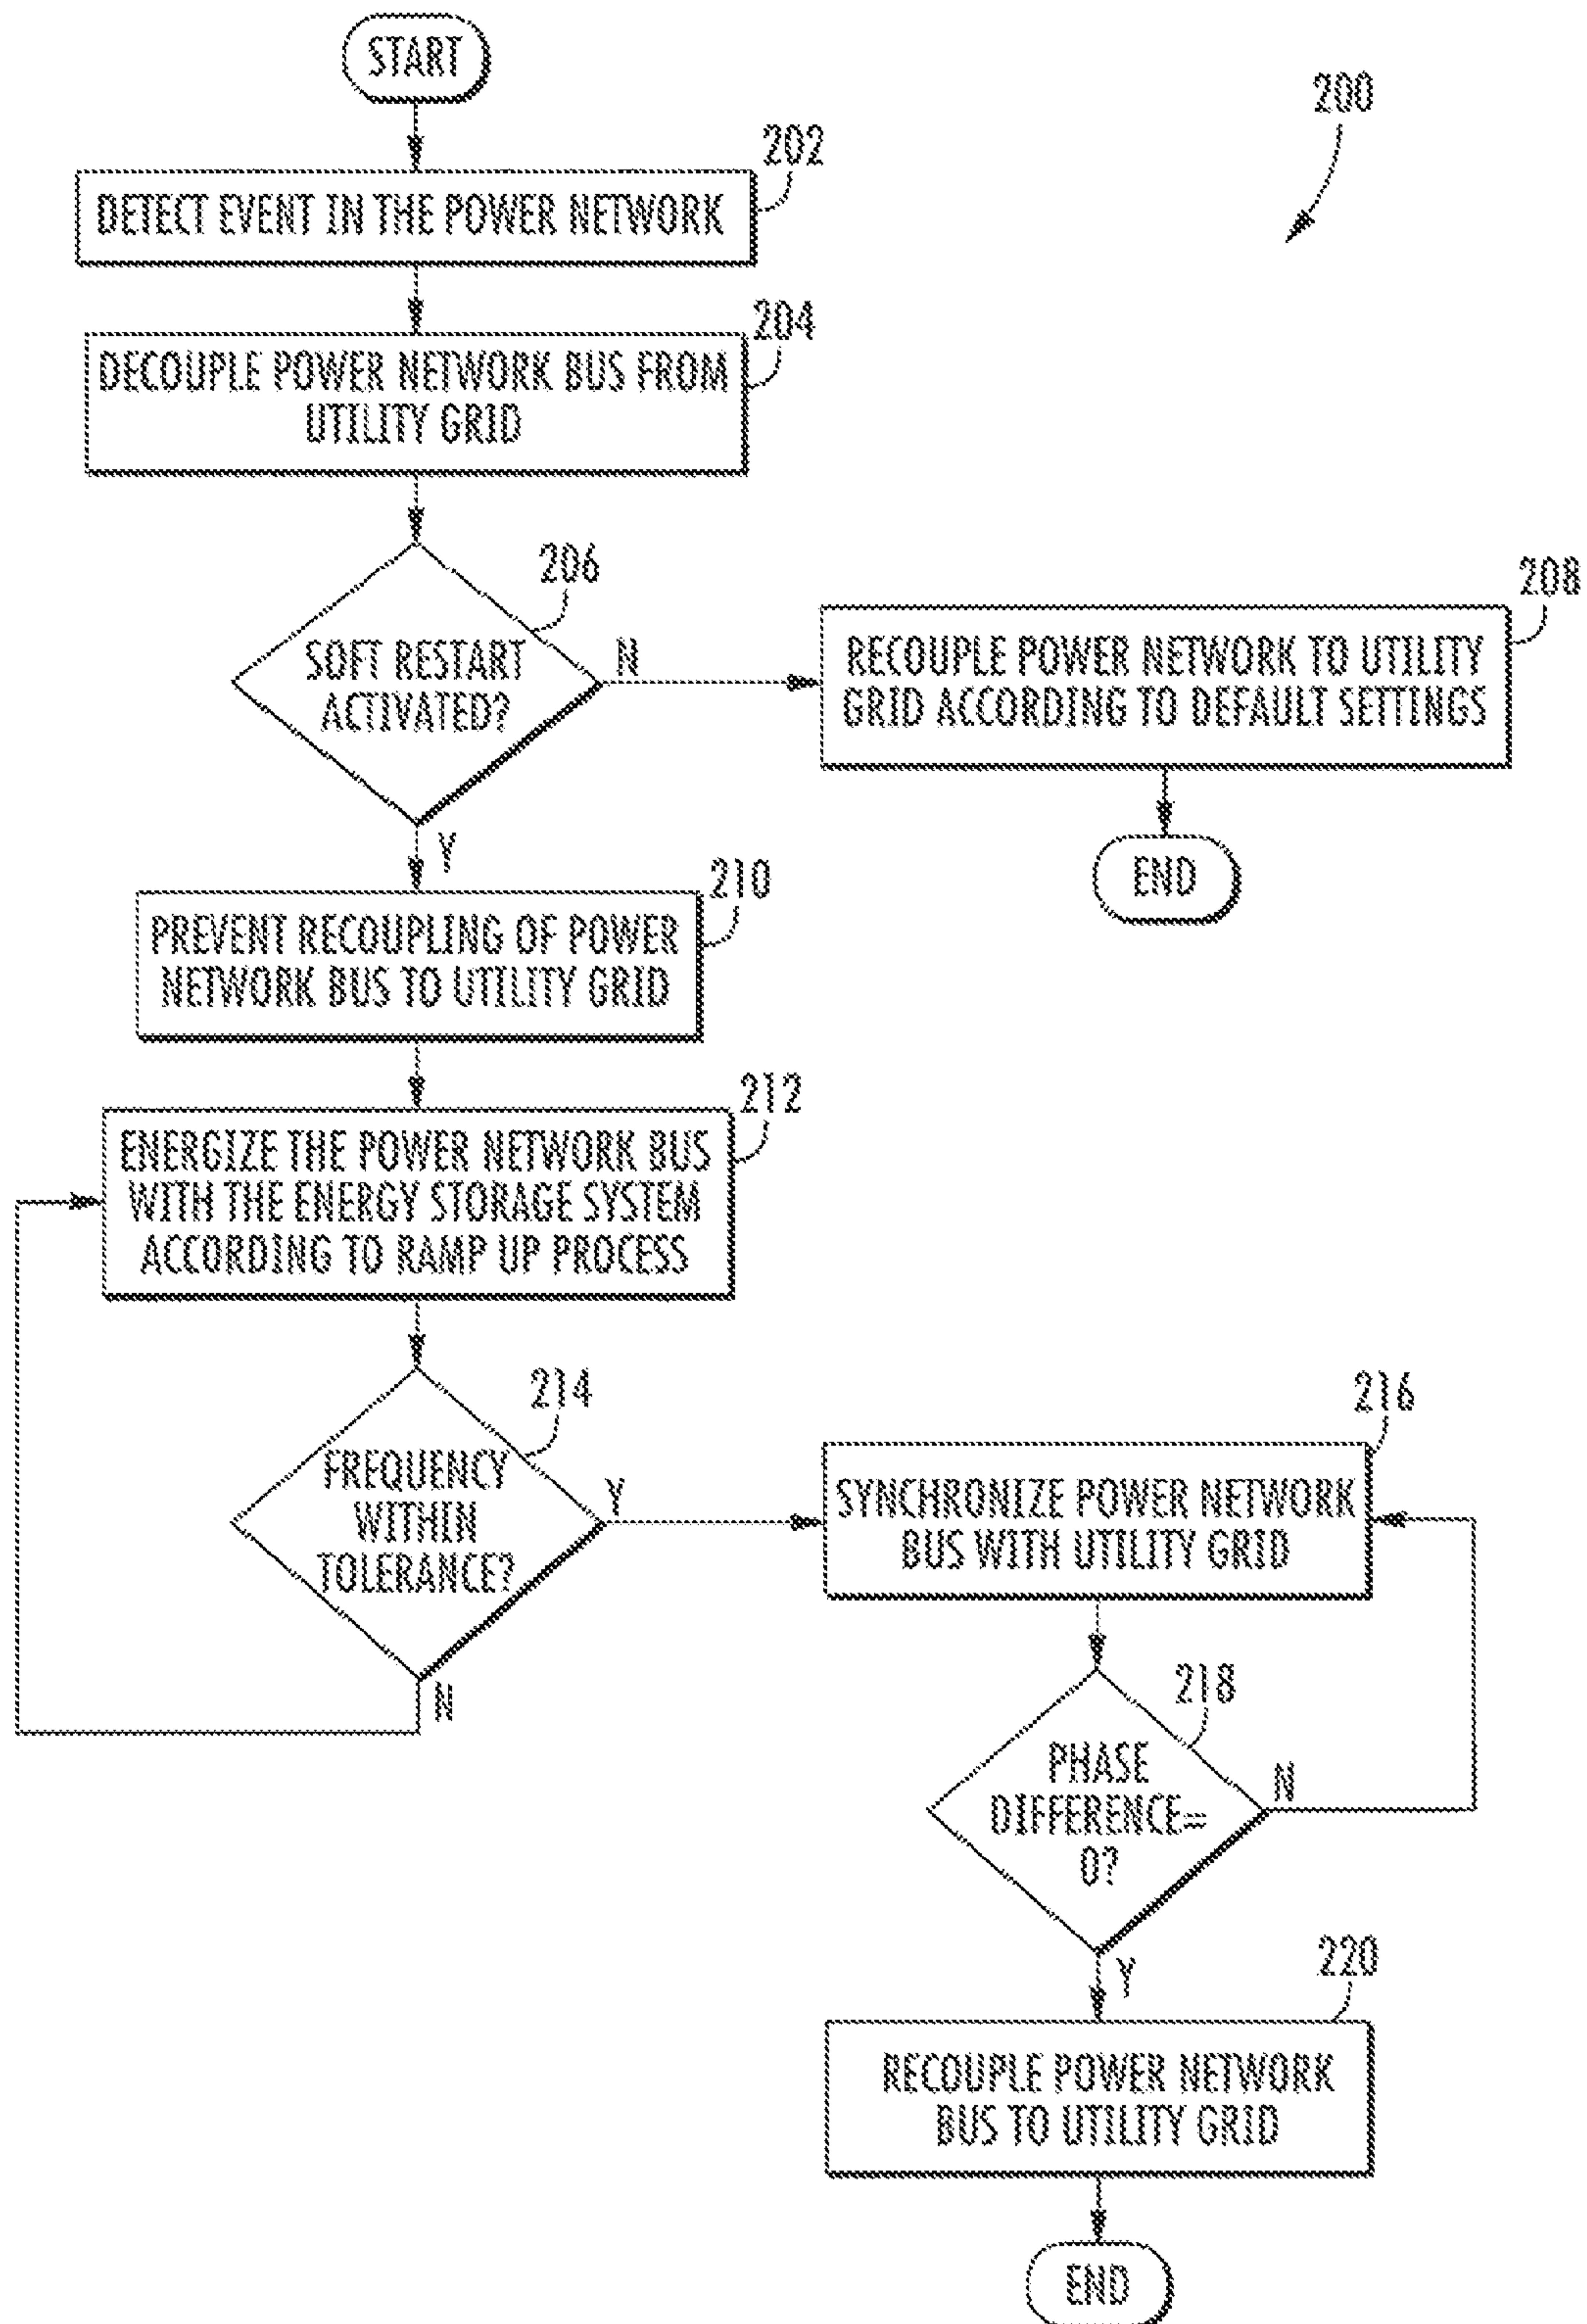 START
200
202
DETECT EVENT IN THE POWER NETWORK
204
DECOUPLE POWER NETWORK BUS FROM
UTILITY GRID
206
SOFT RESTART
ACTIVATED?
N
208
RECOUPLE POWER NETWORK TO UTILITY
GRID ACCORDING TO DEFAULT SETTINGS
END
Y
210
PREVENT RECOUPLING OF POWER
NETWORK BUS TO UTILITY GRID
212
ENERGIZE THE POWER NETWORK BUS
WITH THE ENERGY STORAGE SYSTEM
ACCORDING TO RAMP UP PROCESS
214
FREQUENCY
WITHIN
TOLERANCE?
Y
N
216
SYNCHRONIZE POWER NETWORK
BUS WITH UTILITY GRID
218
PHASE
DIFFERENCE=
0?
N
Y
220
RECOUPLE POWER NETWORK
BUS TO UTILITY GRID
END